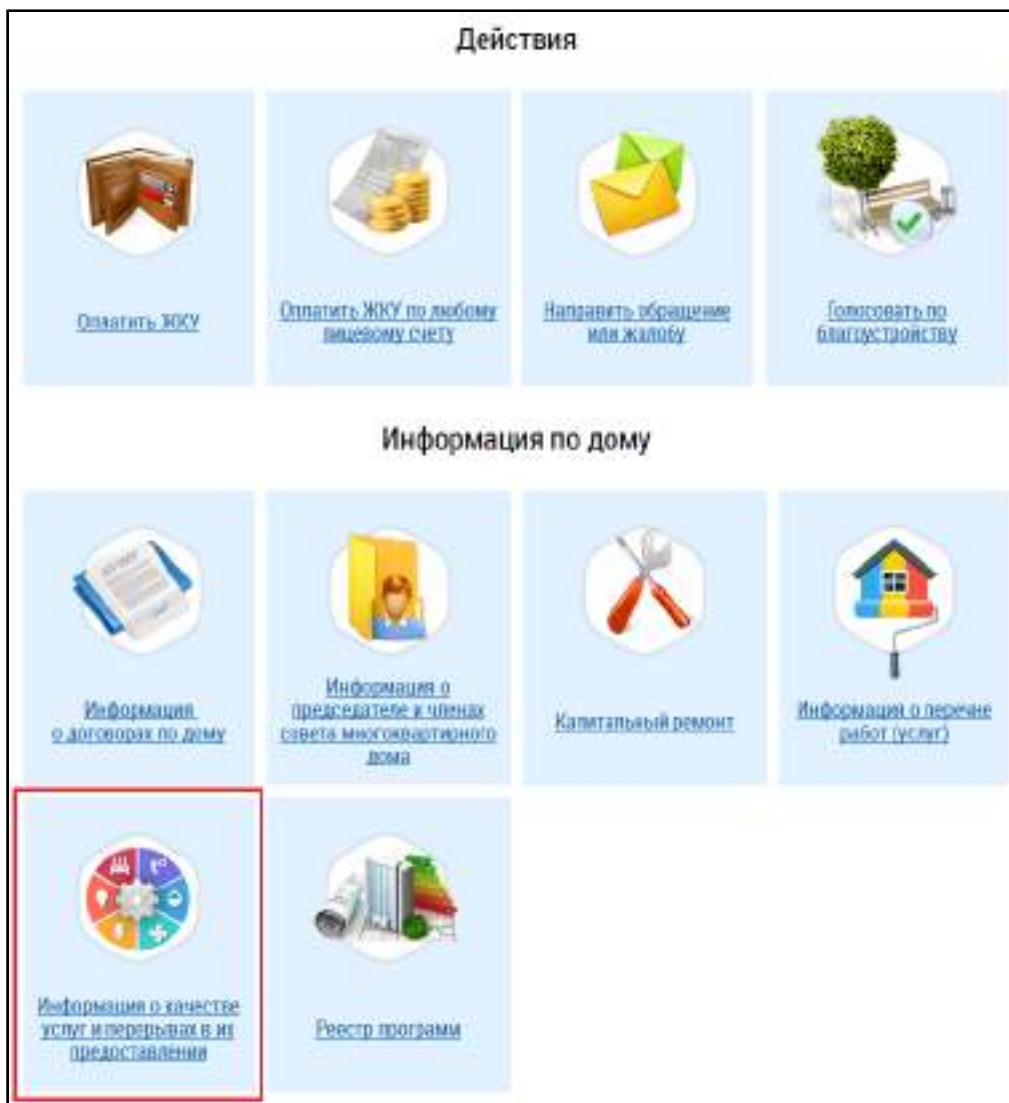 Действия
Оплатить ЖКУ
Оплатить ЖКУ по любому
лицевому счету
Направить обращение
или жалобу
Голосовать по
благоустройству
Информация по дому
Информация
о договорах по дому
Информация о
председателе и членах
совета многоквартирного
дома
Капитальный ремонт
Информация о перечне
работ (услуг)
Информация о качестве
услуг и перерывах в их
предоставлении
Реестр программ